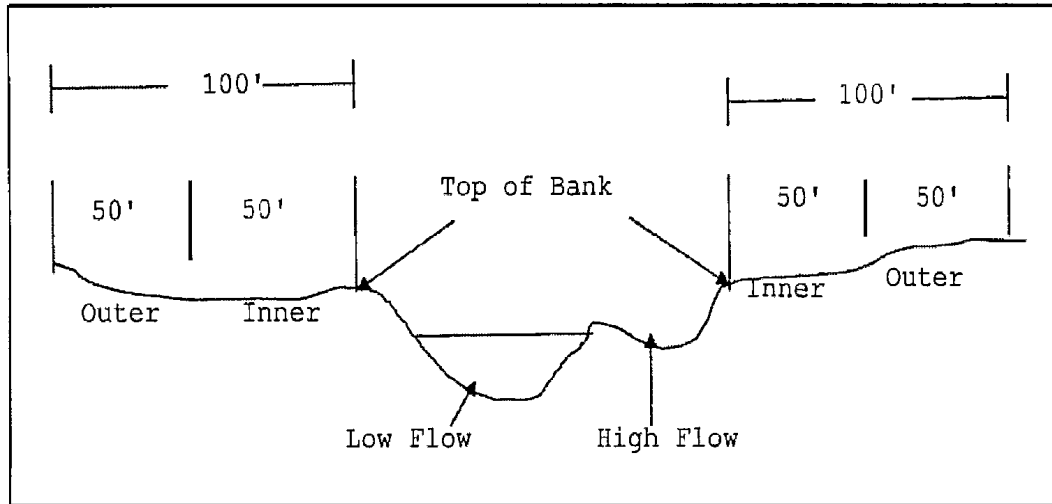 100'
100'
Top of Bank
50'
50'
50'
50'
Outer
Inner
Inner
Outer
Low Flow
High Flow